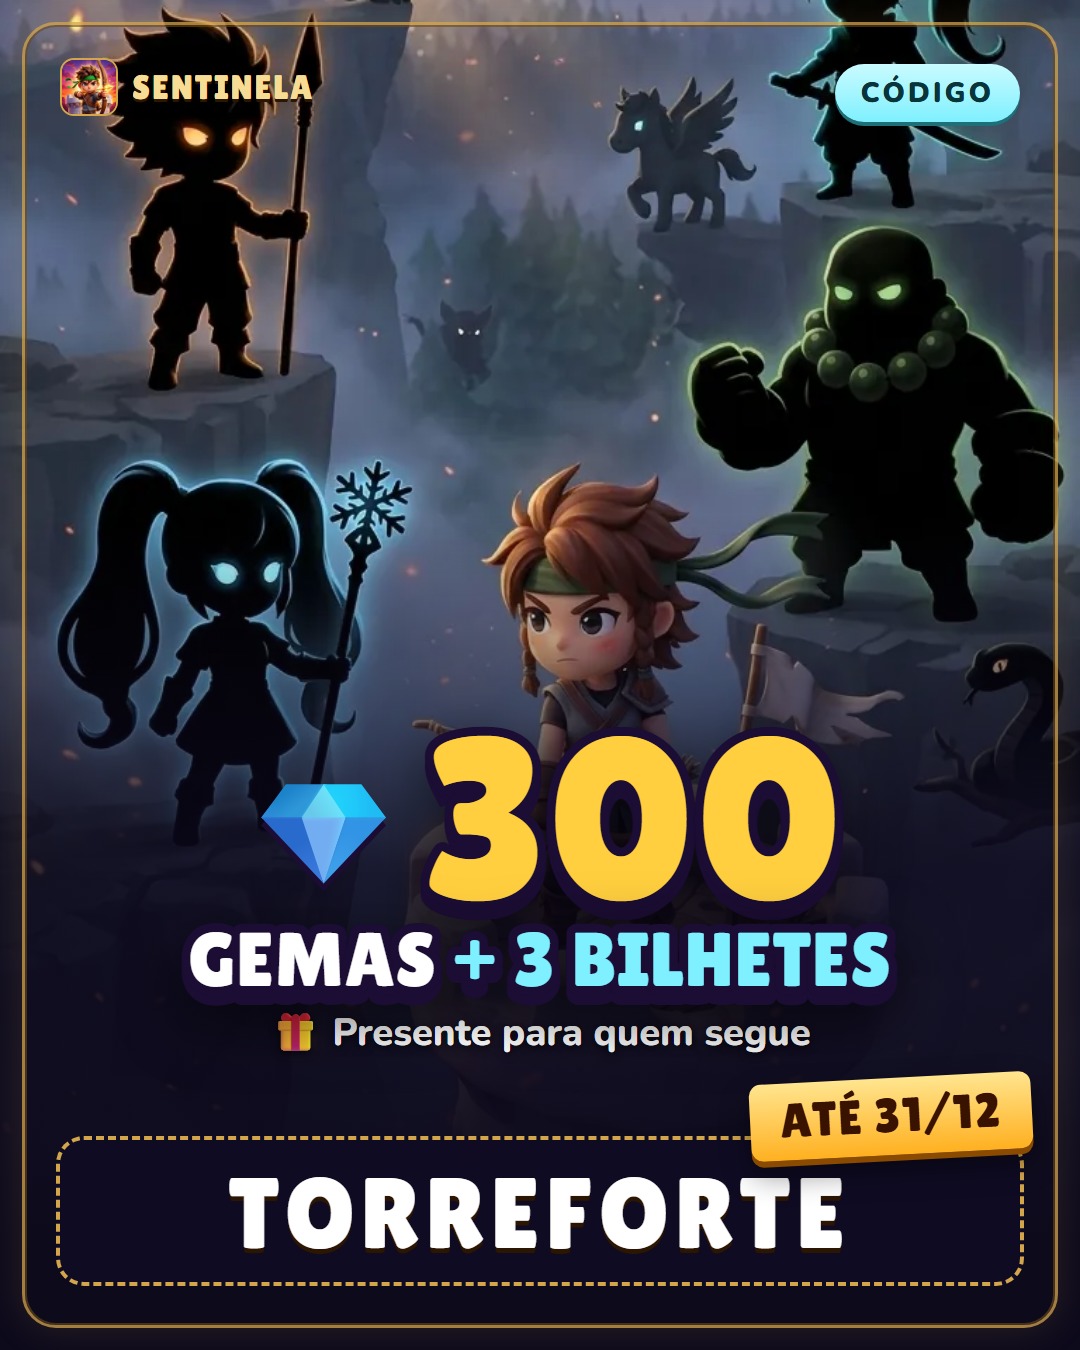 SENTINELA
CÓDIGO
300
GEMAS + 3 BILHETES
Presente para quem segue
ATÉ 31/12
TORREFORTE